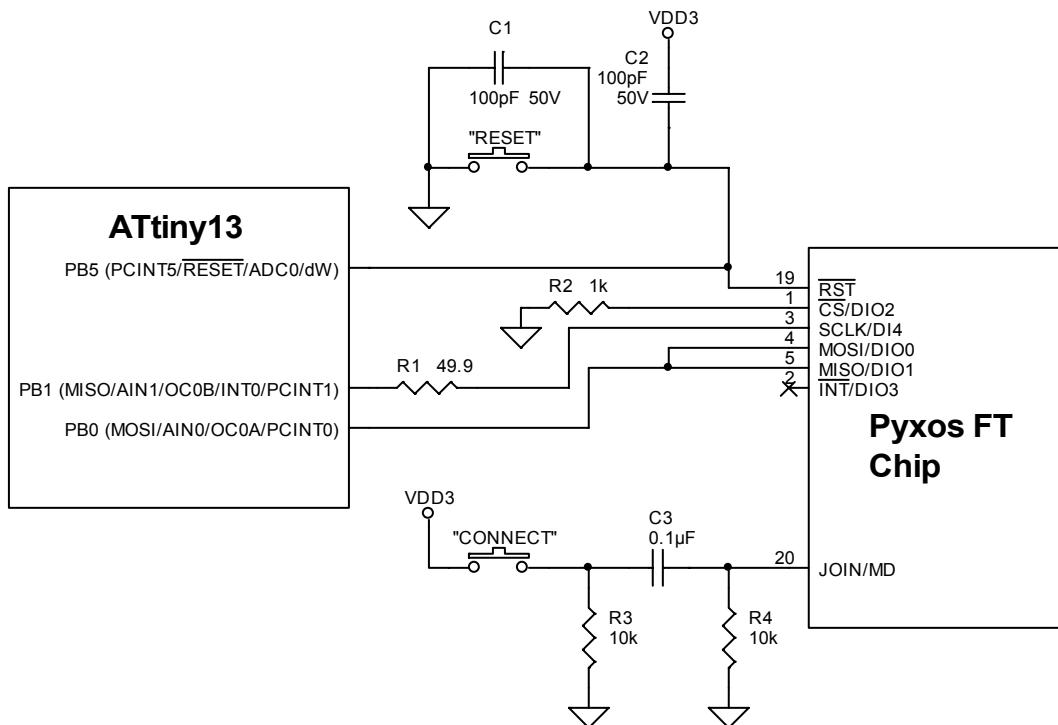 VDD3
C1
C2
100pF
50V
100pF 50V
"RESET"
ATtiny13
PB5 (PCINT5/RESET/ADC0/dW)
R2 1k
19
RST
1
CS/DIO2
3
SCLK/DI4
4
MOSI/DIO0
5
MISO/DIO1
2
INT/DIO3
R1 49.9
PB1 (MISO/AIN1/OC0B/INT0/PCINT1)
PB0 (MOSI/AIN0/OC0A/PCINT0)
Pyxos FT
Chip
VDD3
"CONNECT"
C3
0.1µF
20
JOIN/MD
R3
10k
R4
10k